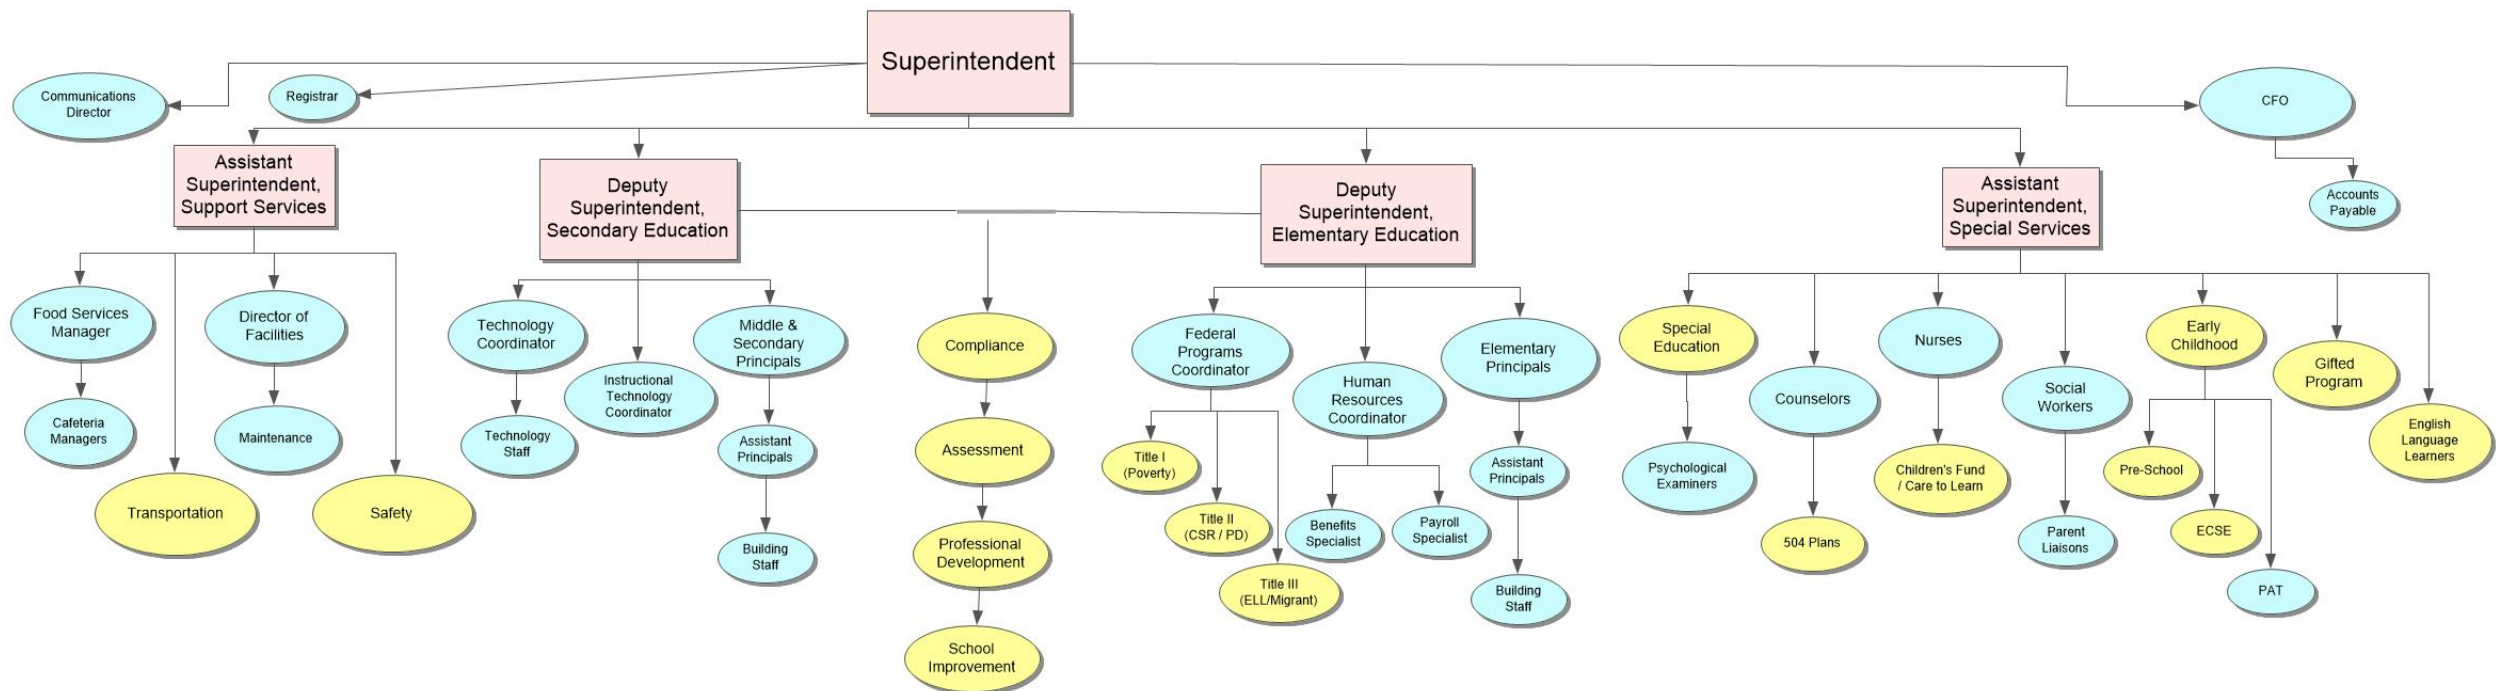 Superintendent
Communications
Director
Registrar
CFO
Accounts
Payable
Assistant
Superintendent,
Support Services
Deputy
Superintendent,
Secondary Education
Deputy
Superintendent,
Elementary Education
Assistant
Superintendent,
Special Services
Food Services
Manager
Cafeteria
Managers
Transportation
Director of
Facilities
Maintenance
Safety
Technology
Coordinator
Technology
Staff
Instructional
Technology
Coordinator
Middle &
Secondary
Principals
Assistant
Principals
Building
Staff
Compliance
Assessment
Professional
Development
School
Improvement
Federal
Programs
Coordinator
Title I
(Poverty)
Title II
(CSR / PD)
Title III
(ELL/Migrant)
Human
Resources
Coordinator
Benefits
Specialist
Payroll
Specialist
Elementary
Principals
Assistant
Principals
Building
Staff
Special
Education
Psychological
Examiners
Counselors
504 Plans
Nurses
Children's Fund
/ Care to Learn
Social
Workers
Parent
Liaisons
Early
Childhood
Pre-School
ECSE
PAT
Gifted
Program
English
Language
Learners